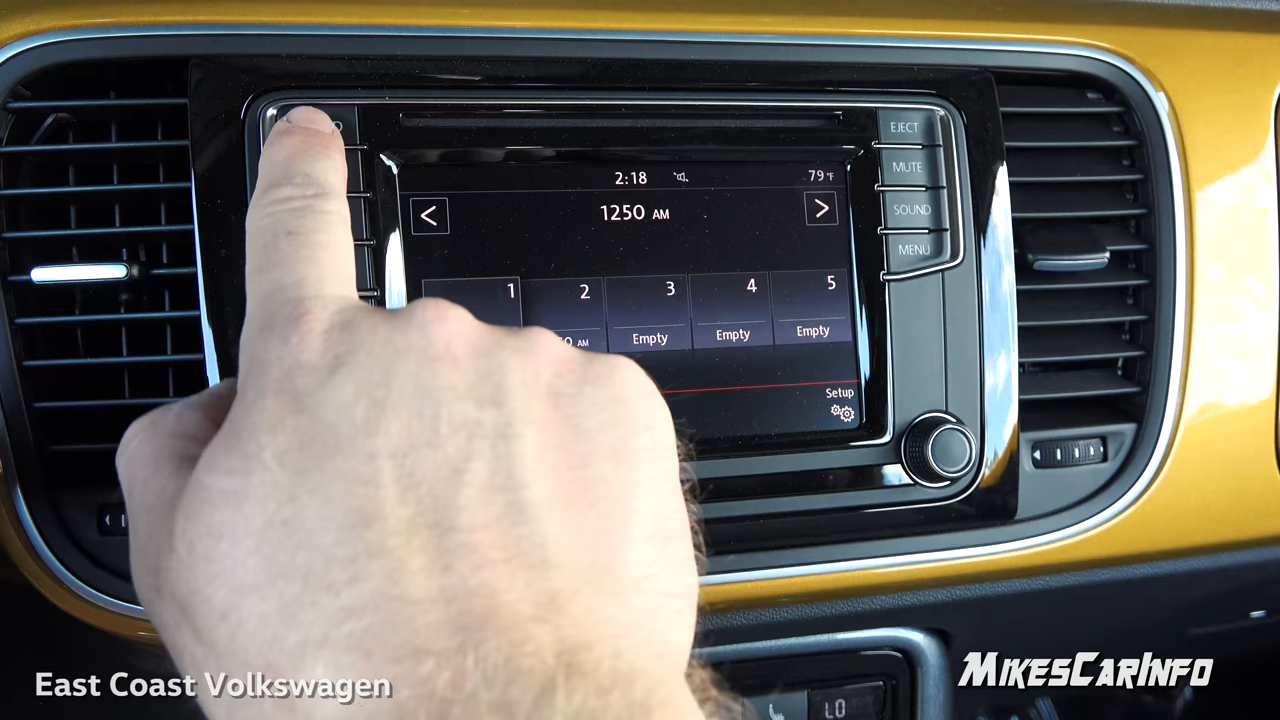 EJECT
MUTE
SOUND
MENU
2:18
79°F
<
1250 AM
>
1
2
3
4
5
AM
Empty
Empty
Empty
Setup
LO
East Coast Volkswagen
MikesCarInfo